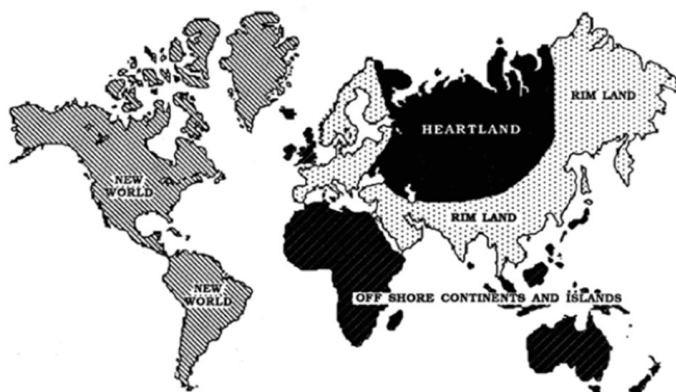 RIM LAND
HEARTLAND
NEW
WORLD
RIM LAND
NEW
WORLD
OFF SHORE CONTINENTS AND ISLANDS